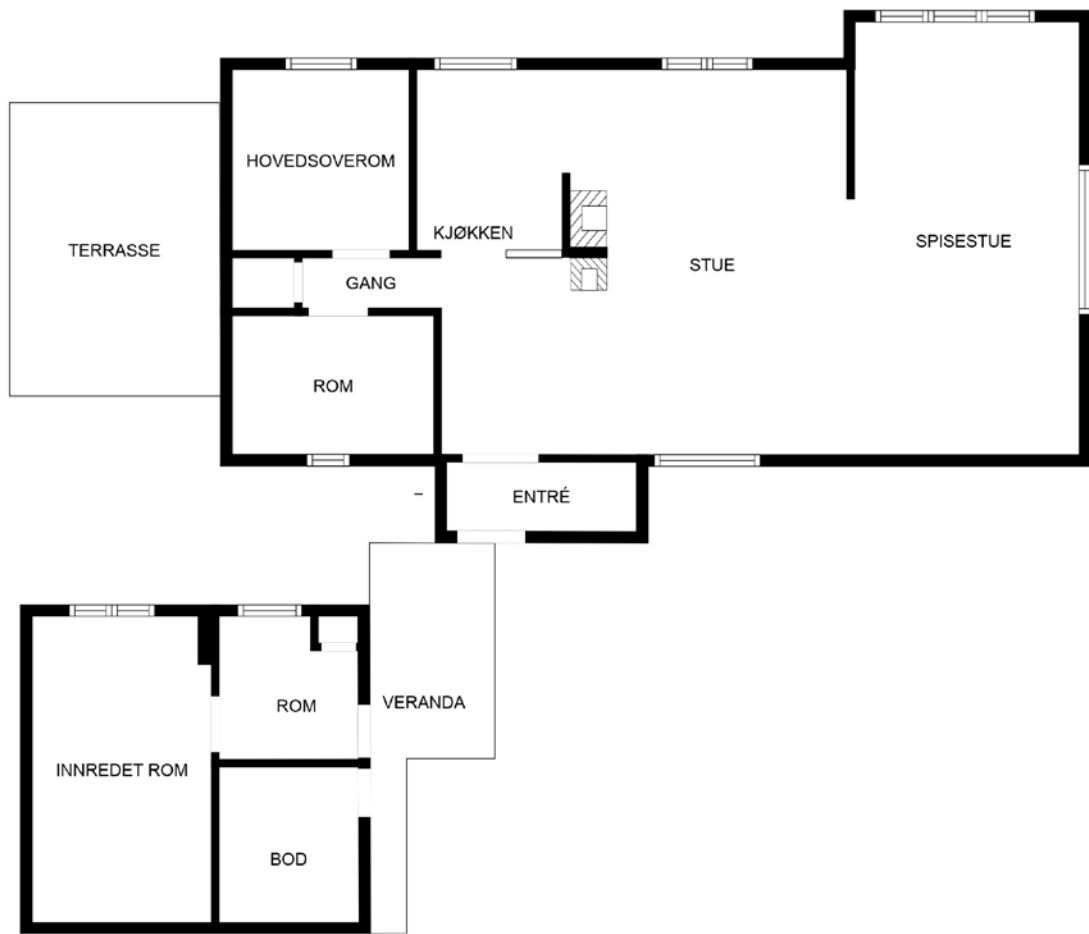 HOVEDSOVEROM
TERRASSE
KJØKKEN
SPISESTUE
STUE
GANG
ROM
ENTRÉ
ROM
VERANDA
INNREDET ROM
BOD